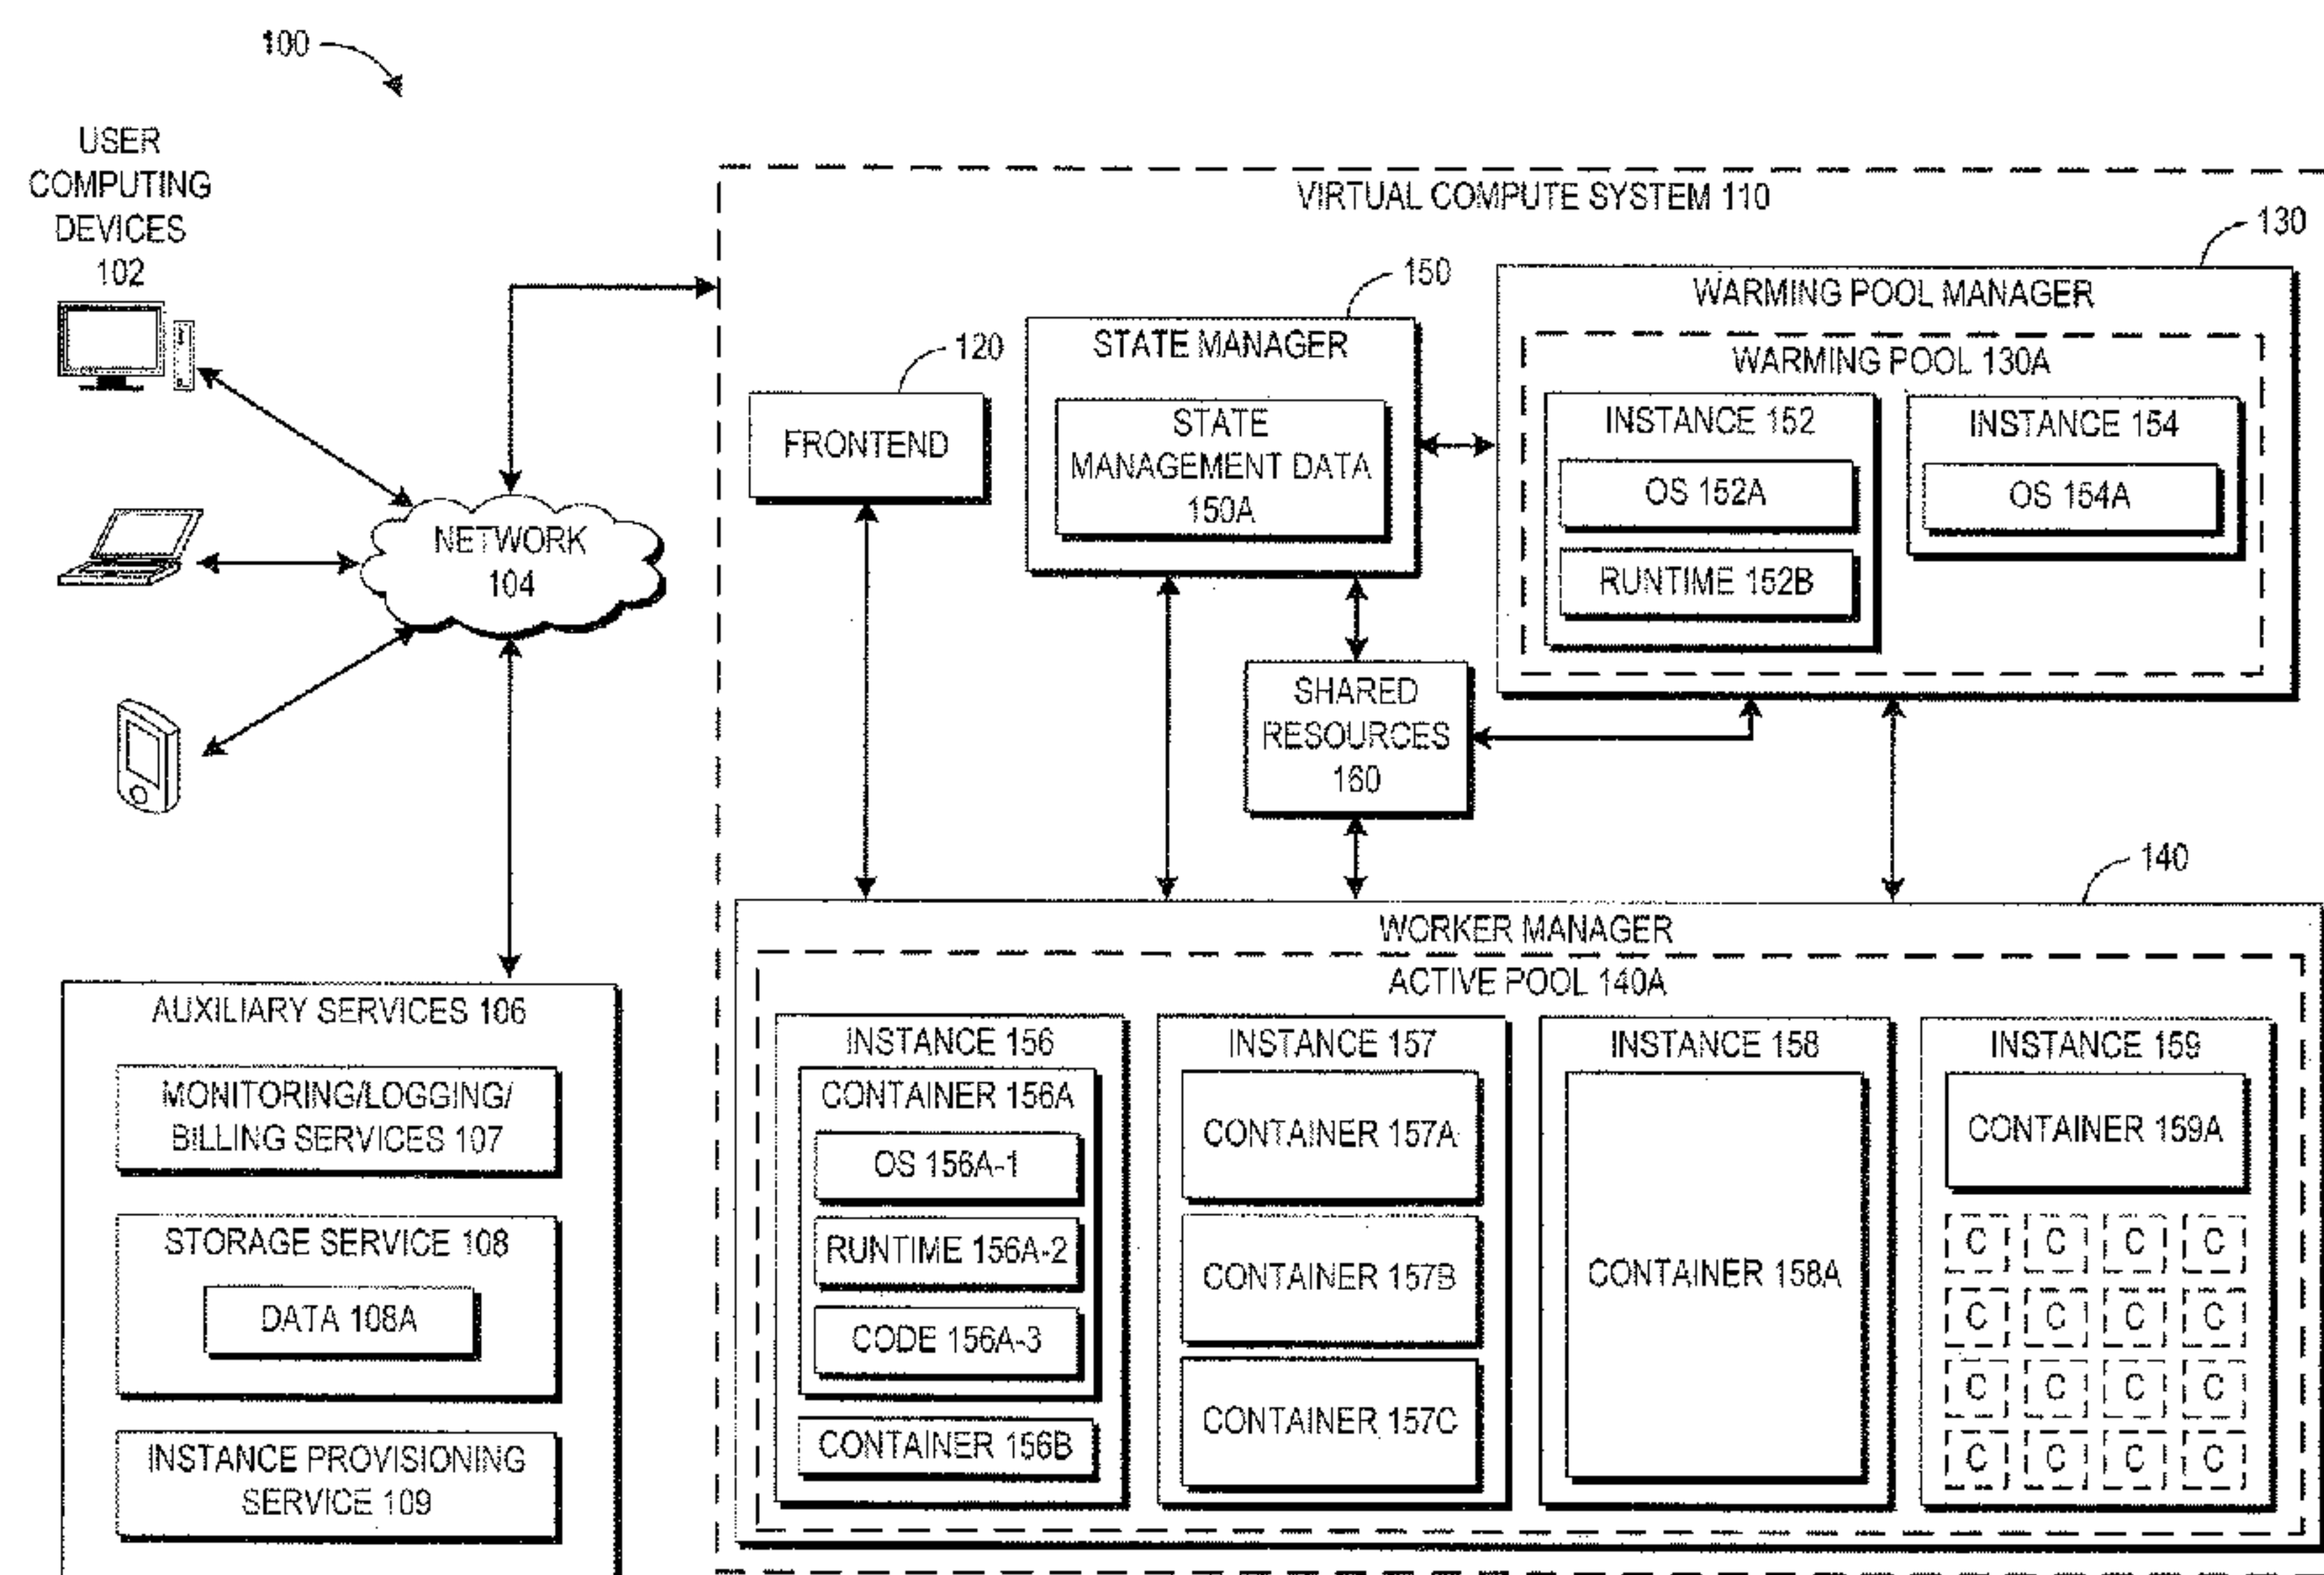 100
USER
COMPUTING
DEVICES
102
NETWORK
104
AUXILIARY SERVICES 106
MONITORING/LOGGING/
BILLING SERVICES 107
STORAGE SERVICE 108
DATA 108A
INSTANCE PROVISIONING
SERVICE 109
VIRTUAL COMPUTE SYSTEM 110
120
FRONTEND
150
STATE MANAGER
STATE
MANAGEMENT DATA
150A
130
WARMING POOL MANAGER
WARMING POOL 130A
INSTANCE 152
OS 152A
RUNTIME 152B
INSTANCE 154
OS 154A
SHARED
RESOURCES
160
140
WORKER MANAGER
ACTIVE POOL 140A
INSTANCE 156
CONTAINER 156A
OS 156A-1
RUNTIME 156A-2
CODE 156A-3
CONTAINER 156B
INSTANCE 157
CONTAINER 157A
CONTAINER 157B
CONTAINER 157C
INSTANCE 158
CONTAINER 158A
INSTANCE 159
CONTAINER 159A
C C C C
C C C C
C C C C
C C C C